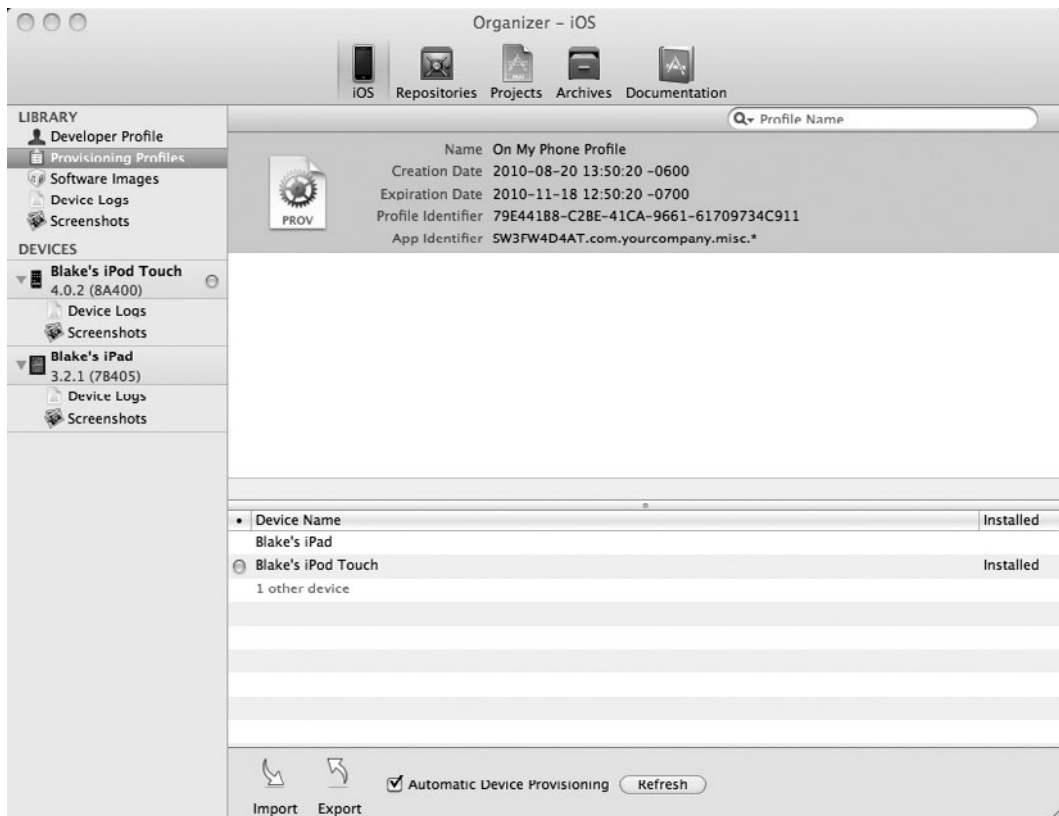 Organizer – iOS
iOS Repositories Projects Archives Documentation
LIBRARY
Developer Profile
Provisioning Profiles
Software Images
Device Logs
Screenshots
DEVICES
Blake's iPod Touch
4.0.2 (8A400)
Device Logs
Screenshots
Blake's iPad
3.2.1 (7B405)
Device Logs
Screenshots
Profile Name
PROV
Name On My Phone Profile
Creation Date 2010-08-20 13:50:20 -0600
Expiration Date 2010-11-18 12:50:20 -0700
Profile Identifier 79E441B8-C2BE-41CA-9661-61709734C911
App Identifier SW3FW4D4AT.com.yourcompany.misc.*
• Device Name Installed
Blake's iPad
Blake's iPod Touch Installed
1 other device
Import Export
Automatic Device Provisioning Refresh